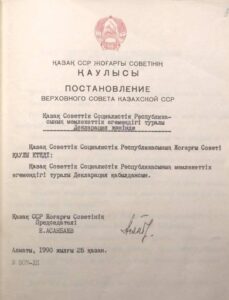 ҚАЗАҚ ССР ЖОҒАРҒЫ СОВЕТІНІҢ
ҚАУЛЫСЫ
ПОСТАНОВЛЕНИЕ
ВЕРХОВНОГО СОВЕТА КАЗАХСКОЙ ССР
Қазақ Советтік Социалистік Республика-
сының мемлекеттік егемендігі туралы
Декларация жөнінде
Қазақ Советтік Социалистік Республикасының Жоғарғы Советі
ҚАУЛЫ ЕТЕДІ:
Қазақ Советтік Социалистік Республикасының мемлекеттік
егемендігі туралы Декларация қабылдансын.
Қазақ ССР Жоғарғы Советінің
Председателі
Е.АСАНБАЕВ
Алматы, 1990 жылғы 25 қазан.